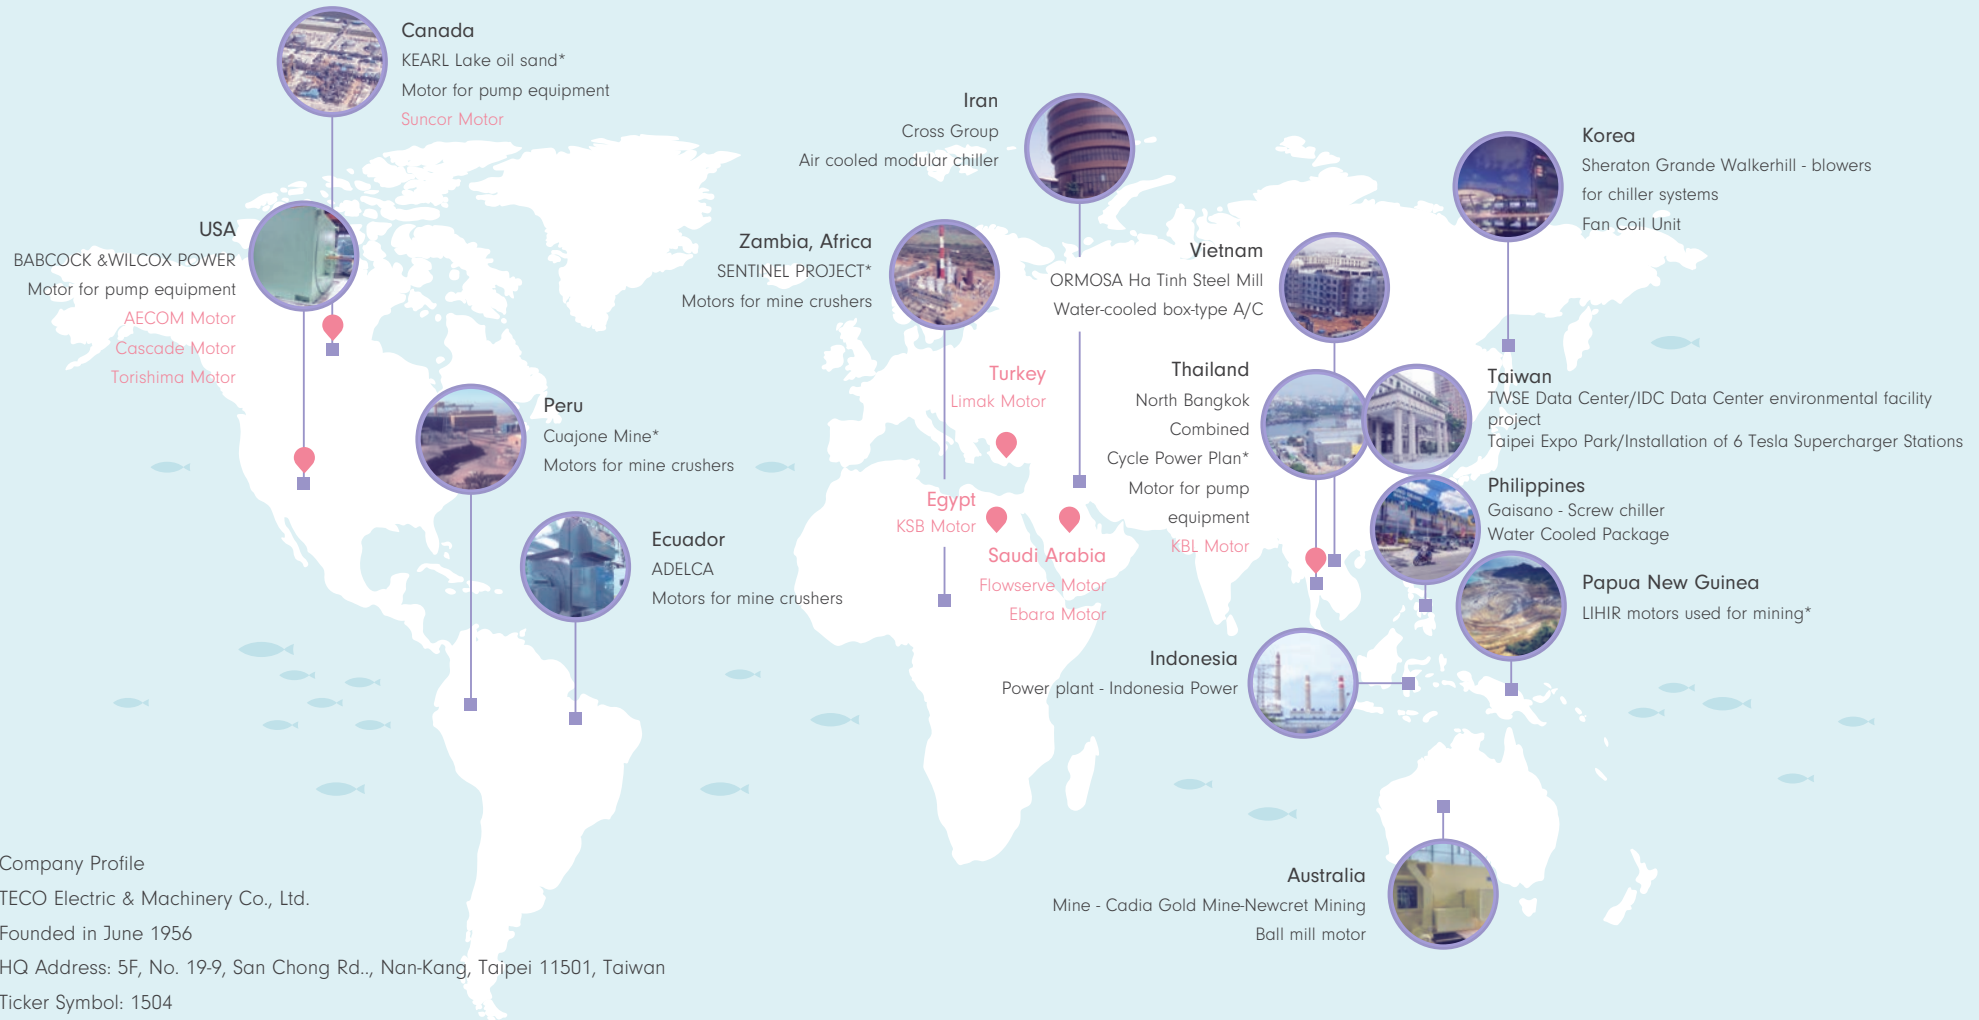 Canada
KEARL Lake oil sand*
Motor for pump equipment
Suncor Motor
USA
BABCOCK &WILCOX POWER
Motor for pump equipment
AECOM Motor
Cascade Motor
Torishima Motor
Peru
Cuajone Mine*
Motors for mine crushers
Ecuador
ADELCA
Motors for mine crushers
Iran
Cross Group
Air cooled modular chiller
Zambia, Africa
SENTINEL PROJECT*
Motors for mine crushers
Turkey
Limak Motor
Egypt
KSB Motor
Saudi Arabia
Flowserve Motor
Ebara Motor
Vietnam
ORMOSA Ha Tinh Steel Mill
Water-cooled box-type A/C
Thailand
North Bangkok
Combined
Cycle Power Plan*
Motor for pump
equipment
KBL Motor
Korea
Sheraton Grande Walkerhill - blowers
for chiller systems
Fan Coil Unit
Taiwan
TWSE Data Center/IDC Data Center environmental facility
project
Taipei Expo Park/Installation of 6 Tesla Supercharger Stations
Philippines
Gaisano - Screw chiller
Water Cooled Package
Papua New Guinea
LIHIR motors used for mining*
Indonesia
Power plant - Indonesia Power
Australia
Mine - Cadia Gold Mine-Newcret Mining
Ball mill motor
Company Profile
TECO Electric & Machinery Co., Ltd.
Founded in June 1956
HQ Address: 5F, No. 19-9, San Chong Rd.., Nan-Kang, Taipei 11501, Taiwan
Ticker Symbol: 1504